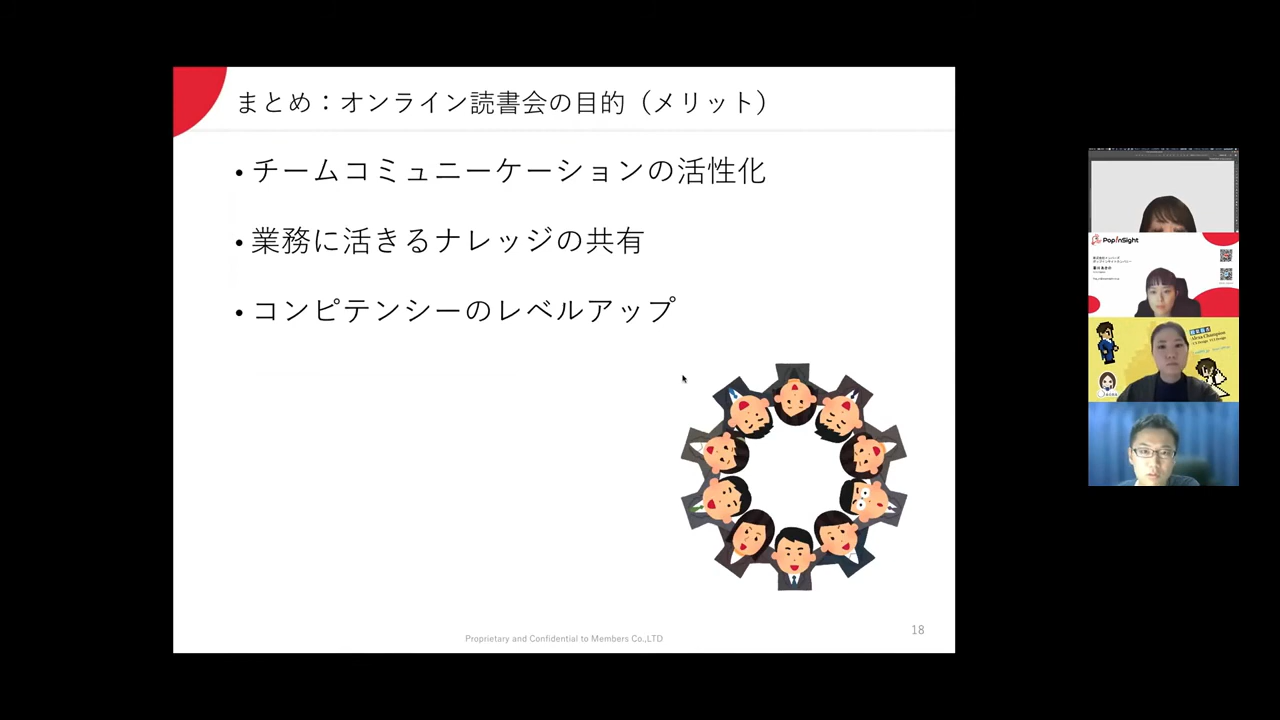 まとめ：オンライン読書会の目的（メリット）
• チームコミュニーケーションの活性化
• 業務に活きるナレッジの共有
• コンピテンシーのレベルアップ
Proprietary and Confidential to Members Co.,LTD
18
PopInSight